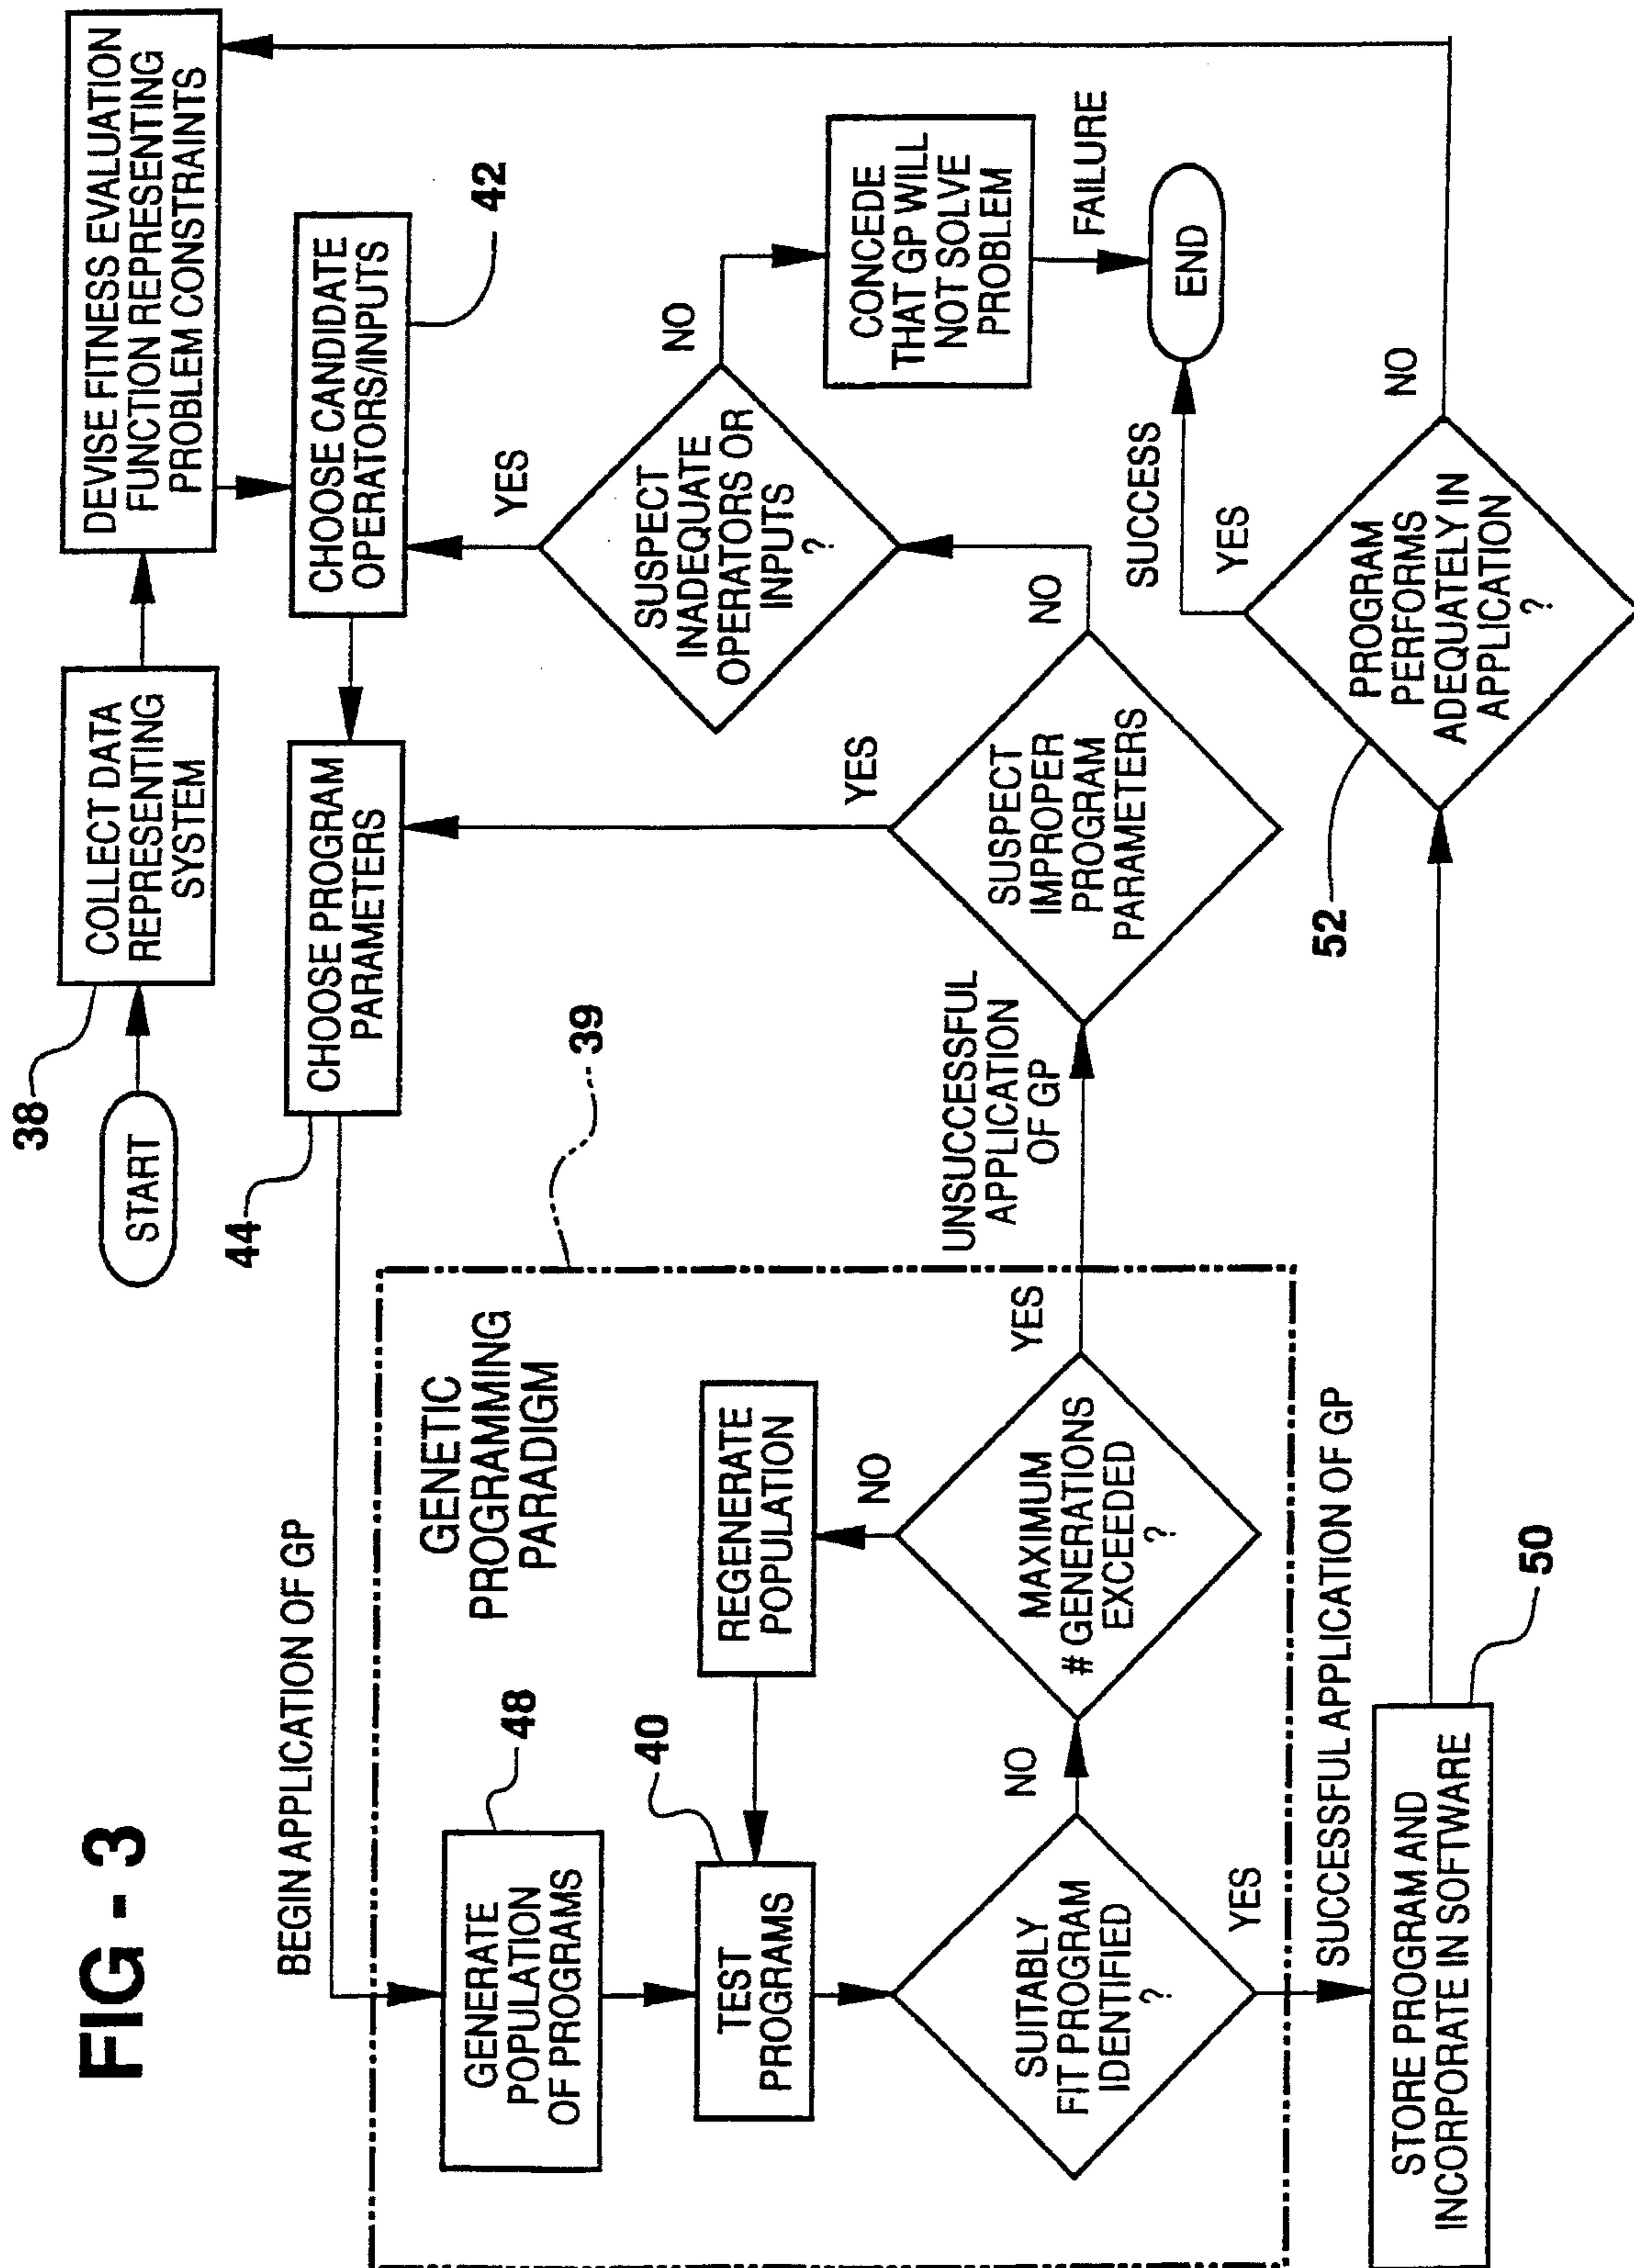 FIG - 3
START
38
COLLECT DATA
REPRESENTING
SYSTEM
DEVISE FITNESS EVALUATION
FUNCTION REPRESENTING
PROBLEM CONSTRAINTS
BEGIN APPLICATION OF GP
44
CHOOSE PROGRAM
PARAMETERS
CHOOSE CANDIDATE
OPERATORS/INPUTS
42
39
GENETIC
PROGRAMMING
PARADIGM
GENERATE
POPULATION
OF PROGRAMS
48
TEST
PROGRAMS
40
REGENERATE
POPULATION
NO
SUITABLY
FIT PROGRAM
IDENTIFIED
?
NO
MAXIMUM
# GENERATIONS
EXCEEDED
?
YES
YES
UNSUCCESSFUL
APPLICATION
OF GP
SUSPECT
IMPROPER
PROGRAM
PARAMETERS
YES
NO
SUSPECT
INADEQUATE
OPERATORS OR
INPUTS
?
YES
NO
CONCEDE
THAT GP WILL
NOT SOLVE
PROBLEM
FAILURE
END
SUCCESS
SUCCESSFUL APPLICATION OF GP
STORE PROGRAM AND
INCORPORATE IN SOFTWARE
50
52
PROGRAM
PERFORMS
ADEQUATELY IN
APPLICATION
?
YES
NO